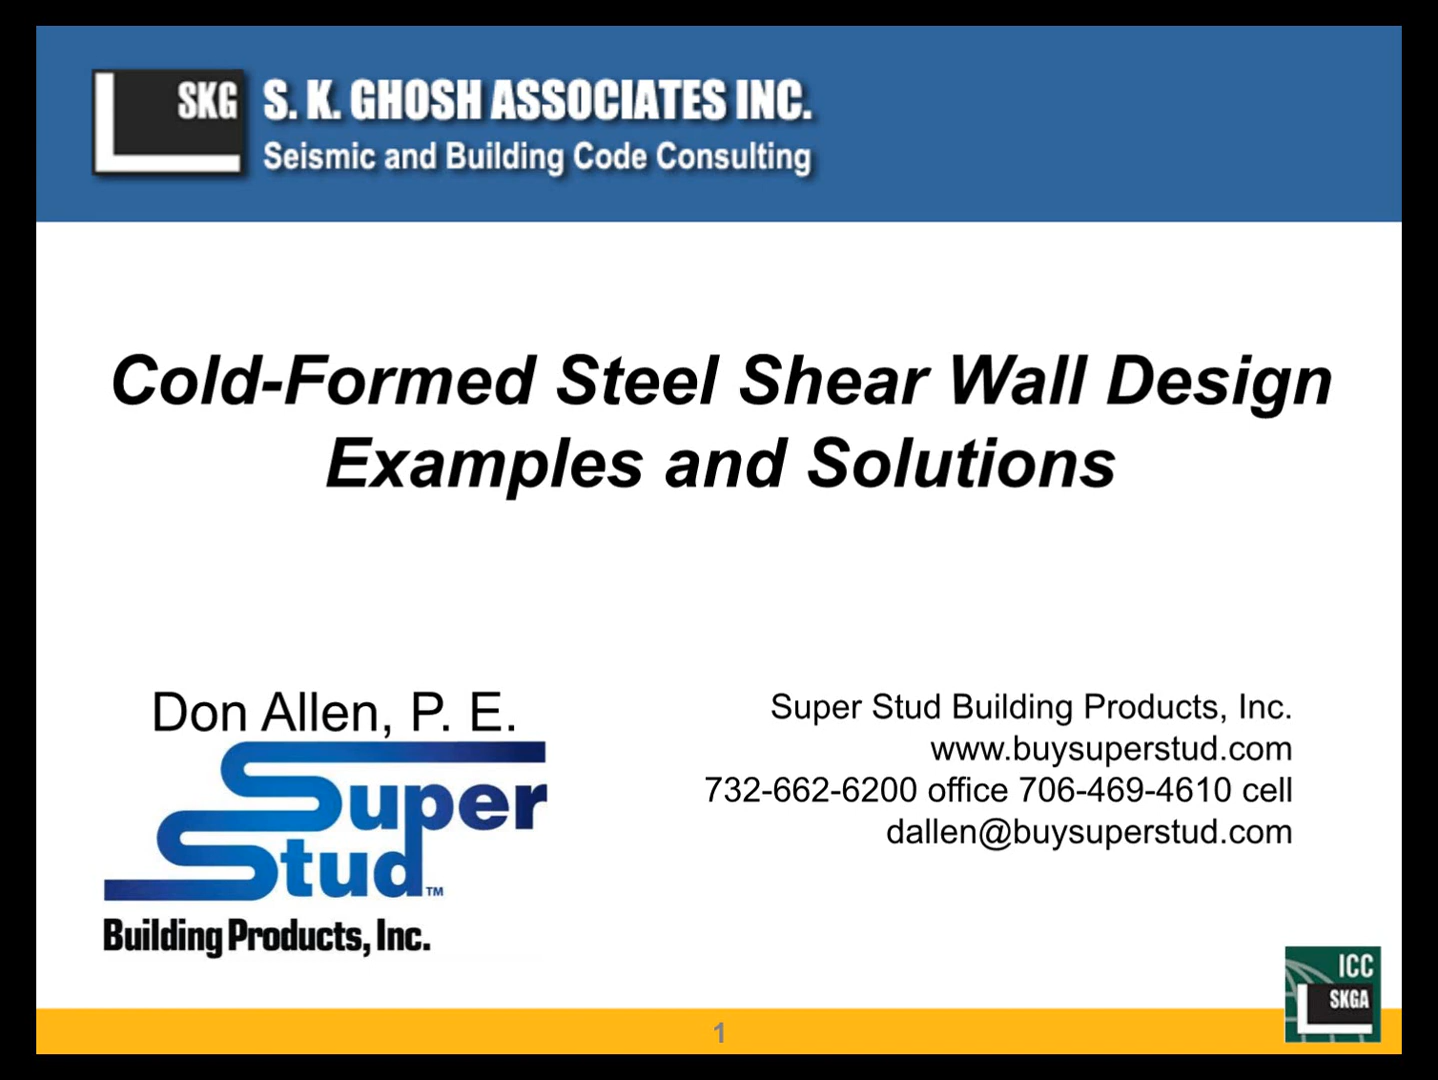 SKG
S. K. GHOSH ASSOCIATES INC.
Seismic and Building Code Consulting
Cold-Formed Steel Shear Wall Design
Examples and Solutions
Don Allen, P. E.
Super
Stud™
Building Products, Inc.
Super Stud Building Products, Inc.
www.buysuperstud.com
732-662-6200 office 706-469-4610 cell
dallen@buysuperstud.com
ICC
SKGA
1